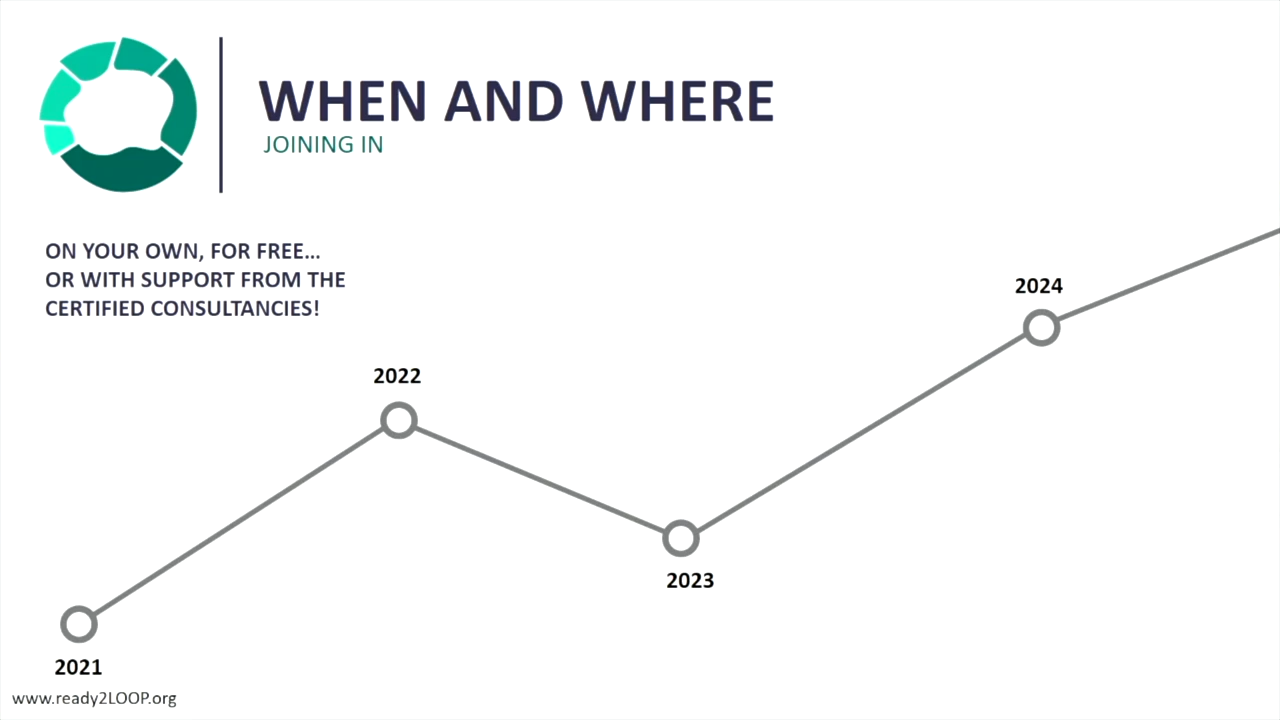 WHEN AND WHERE
JOINING IN
ON YOUR OWN, FOR FREE...
OR WITH SUPPORT FROM THE
CERTIFIED CONSULTANCIES!
2024
2022
2023
2021
www.ready2LOOP.org